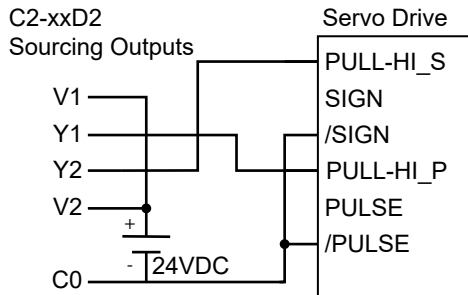 C2-xxD2
Sourcing Outputs
Servo Drive
PULL-HI_S
SIGN
/SIGN
PULL-HI_P
PULSE
/PULSE
V1
Y1
Y2
V2
+
-
24VDC
C0